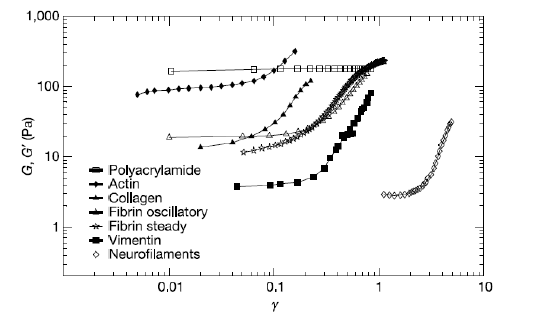 1,000
100
10
1
G, G′ (Pa)
Polyacrylamide
Actin
Collagen
Fibrin oscillatory
Fibrin steady
Vimentin
Neurofilaments
0.01
0.1
1
10
γ